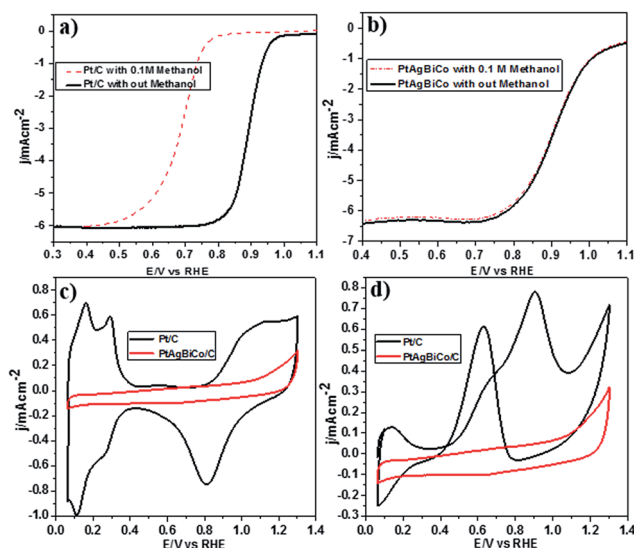 a)
Pt/C with 0.1M Methanol
Pt/C with out Methanol
j/mAcm-2
0
-1
-2
-3
-4
-5
-6
0.3 0.4 0.5 0.6 0.7 0.8 0.9 1.0 1.1
E/V vs RHE
b)
PtAgBiCo with 0.1 M Methanol
PtAgBiCo with out Methanol
j/mAcm-2
0
-1
-2
-3
-4
-5
-6
-7
0.4 0.5 0.6 0.7 0.8 0.9 1.0 1.1
E/V vs RHE
c)
Pt/C
PtAgBiCo/C
j/mAcm-2
0.8
0.6
0.4
0.2
0.0
0.2
0.4
0.6
0.8
-1.0
0.0 0.2 0.4 0.6 0.8 1.0 1.2 1.4
E/V vs RHE
d)
Pt/C
PtAgBiCo/C
j/mAcm-2
0.8
0.7
0.6
0.5
0.4
0.3
0.2
0.1
0.0
-0.1
-0.2
-0.3
0.0 0.2 0.4 0.6 0.8 1.0 1.2 1.4
E/V vs RHE